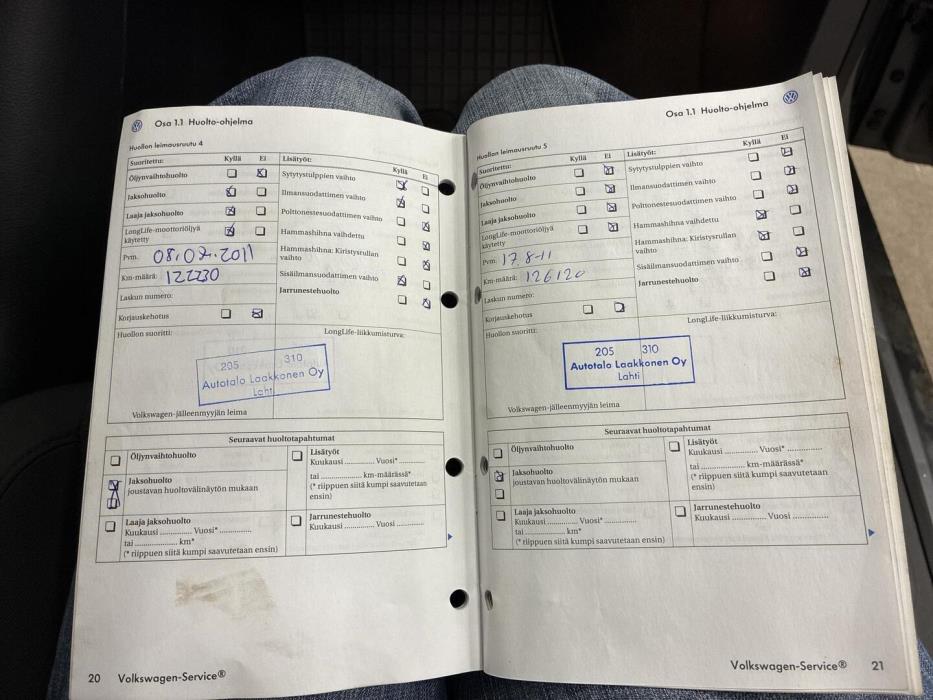 Osa 1.1 Huolto-ohjelma
Huollon leimausruutu 4
Suoritettu: Kyllä Ei
Öljynvaihtohuolto
Jaksohuolto
Laaja jaksohuolto
LongLife-moottoriöljyä
käytetty
Pvm. 08.07.2011
Km-määrä: 122230
Laskun numero:
Korjauskehotus
Lisätyöt: Kyllä Ei
Sytytystulppien vaihto
Ilmansuodattimen vaihto
Polttonestesuodattimen vaihto
Hammashihna vaihdettu
Hammashihna: Kiristysrullan
vaihto
Sisäilmansuodattimen vaihto
Jarrunestehuolto
Huollon suoritti:
LongLife-liikkumisturva:
205 310
Autotalo Laakkonen Oy
Lahti
Volkswagen-jälleenmyyjän leima
Seuraavat huoltotapahtumat
Öljynvaihtohuolto
Jaksohuolto
joustavan huoltovälinäytön mukaan
Laaja jaksohuolto
Kuukausi ............ Vuosi* ............
tai ........................ km*
(* riippuen siitä kumpi saavutetaan ensin)
Lisätyöt
Kuukausi ............ Vuosi* ............
tai ........................ km-määrässä*
(* riippuen siitä kumpi saavutetaan
ensin)
Jarrunestehuolto
Kuukausi ............ Vuosi ............
20 Volkswagen-Service®
Osa 1.1 Huolto-ohjelma
Huollon leimausruutu 5
Suoritettu: Kyllä Ei
Öljynvaihtohuolto
Jaksohuolto
Laaja jaksohuolto
LongLife-moottoriöljyä
käytetty
Pvm: 17 8-11
Km-määrä: 126120
Laskun numero:
Korjauskehotus
Lisätyöt: Kyllä Ei
Sytytystulppien vaihto
Ilmansuodattimen vaihto
Polttonestesuodattimen vaihto
Hammashihna vaihdettu
Hammashihna: Kiristysrullan
vaihto
Sisäilmansuodattimen vaihto
Jarrunestehuolto
Huollon suoritti:
LongLife-liikkumisturva:
205 310
Autotalo Laakkonen Oy
Lahti
Volkswagen-jälleenmyyjän leima
Seuraavat huoltotapahtumat
Öljynvaihtohuolto
Jaksohuolto
joustavan huoltovälinäytön mukaan
Laaja jaksohuolto
Kuukausi ............ Vuosi* ............
tai ........................ km*
(* riippuen siitä kumpi saavutetaan ensin)
Lisätyöt
Kuukausi ............ Vuosi* ............
tai ........................ km-määrässä*
(* riippuen siitä kumpi saavutetaan
ensin)
Jarrunestehuolto
Kuukausi ............ Vuosi ............
Volkswagen-Service® 21